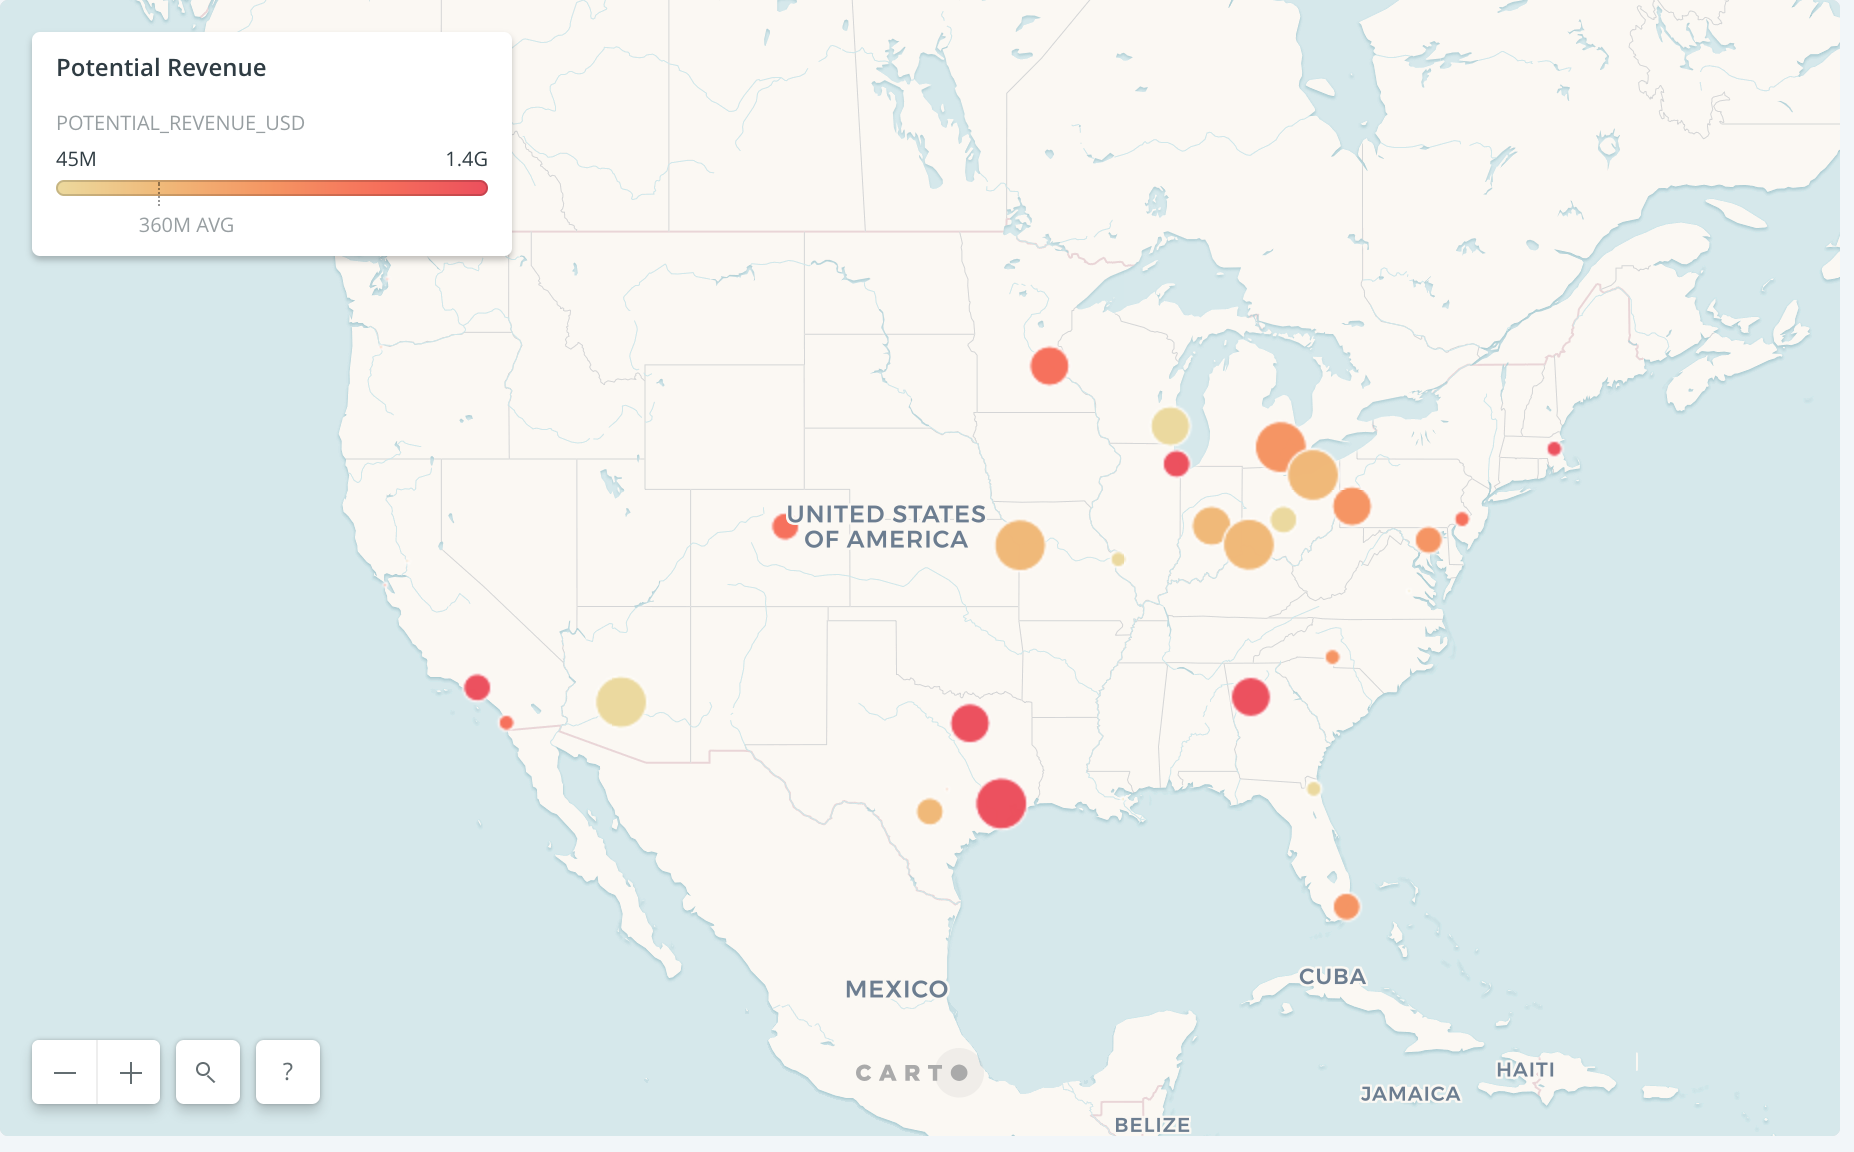 Potential Revenue
POTENTIAL_REVENUE_USD
45M 1.4G
360M AVG
UNITED STATES
OF AMERICA
MEXICO
CUBA
CARTO
HAITI
JAMAICA
BELIZE
?